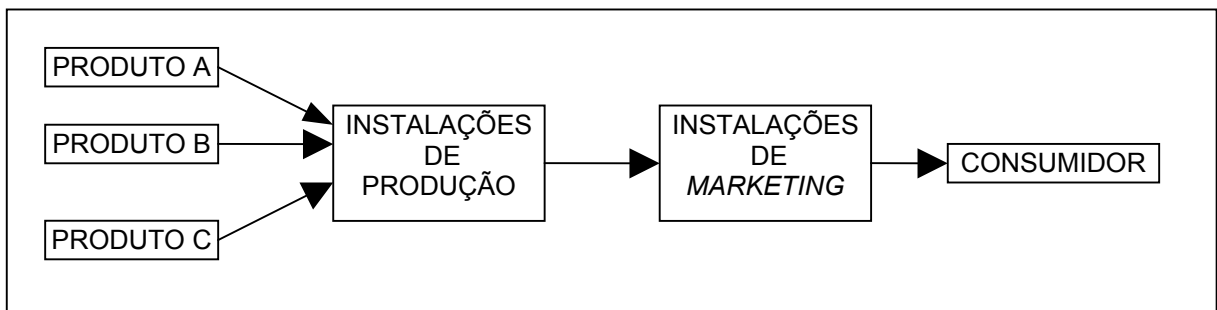 PRODUTO A
PRODUTO B
PRODUTO C
INSTALAÇÕES
DE
PRODUÇÃO
INSTALAÇÕES
DE
MARKETING
CONSUMIDOR